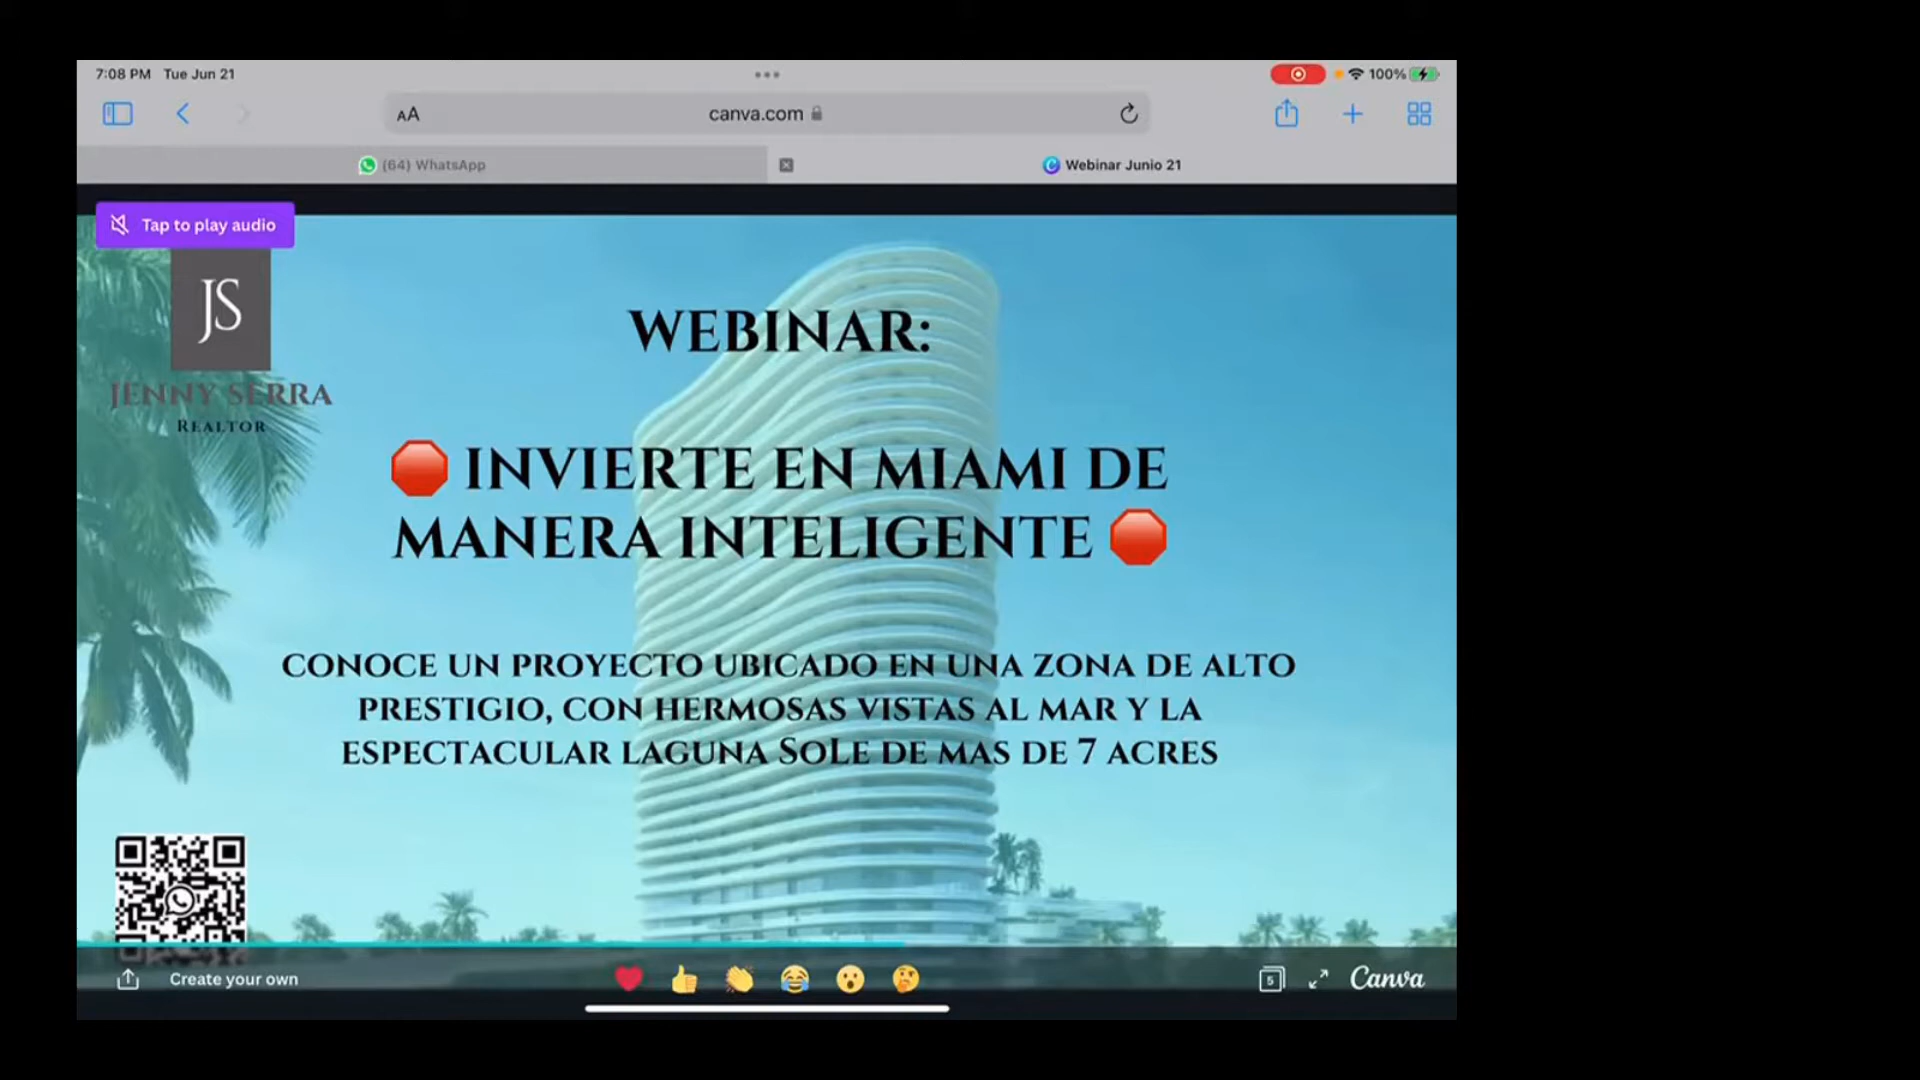 7:08 PM Tue Jun 21
100%
AA
canva.com
(64) WhatsApp
Webinar Junio 21
Tap to play audio
JS
JENNY SERRA
REALTOR
WEBINAR:
INVIERTE EN MIAMI DE
MANERA INTELIGENTE
CONOCE UN PROYECTO UBICADO EN UNA ZONA DE ALTO
PRESTIGIO, CON HERMOSAS VISTAS AL MAR Y LA
ESPECTACULAR LAGUNA SOLE DE MAS DE 7 ACRES
Create your own
5
Canva